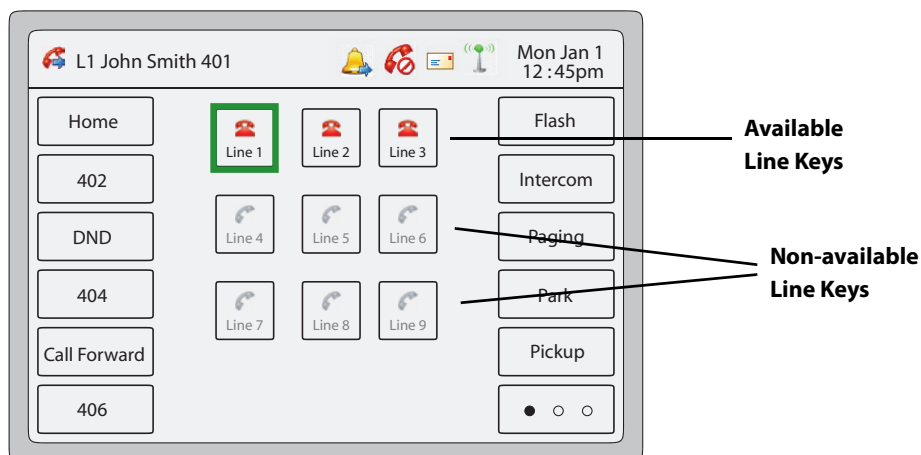 L1 John Smith 401
Mon Jan 1
12 :45pm
Home
402
DND
404
Call Forward
406
Line 1
Line 2
Line 3
Line 4
Line 5
Line 6
Line 7
Line 8
Line 9
Flash
Intercom
Paging
Park
Pickup
Available
Line Keys
Non-available
Line Keys